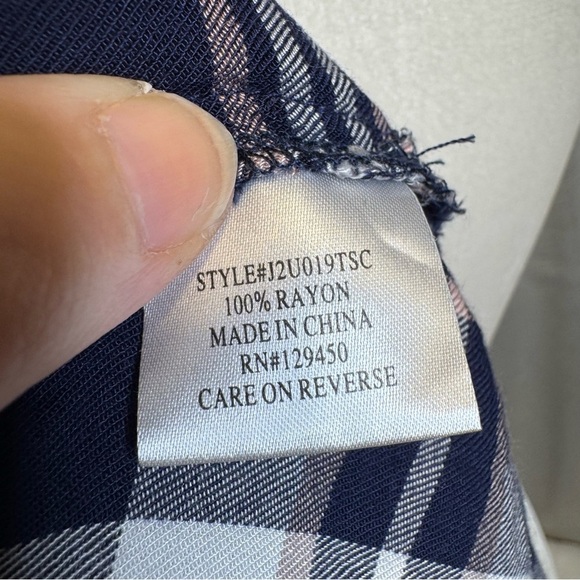 STYLE#J2U019TSC
100% RAYON
MADE IN CHINA
RN#129450
CARE ON REVERSE